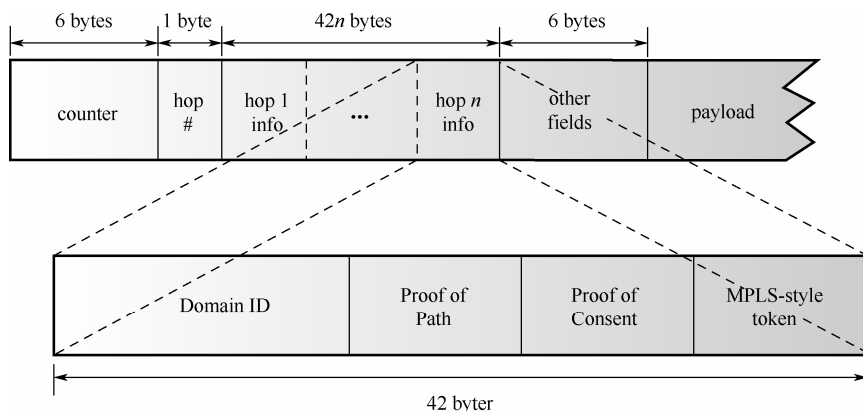 6 bytes
1 byte
42n bytes
6 bytes
counter
hop
#
hop 1
info
...
hop n
info
other
fields
payload
Domain ID
Proof of
Path
Proof of
Consent
MPLS-style
token
42 byter